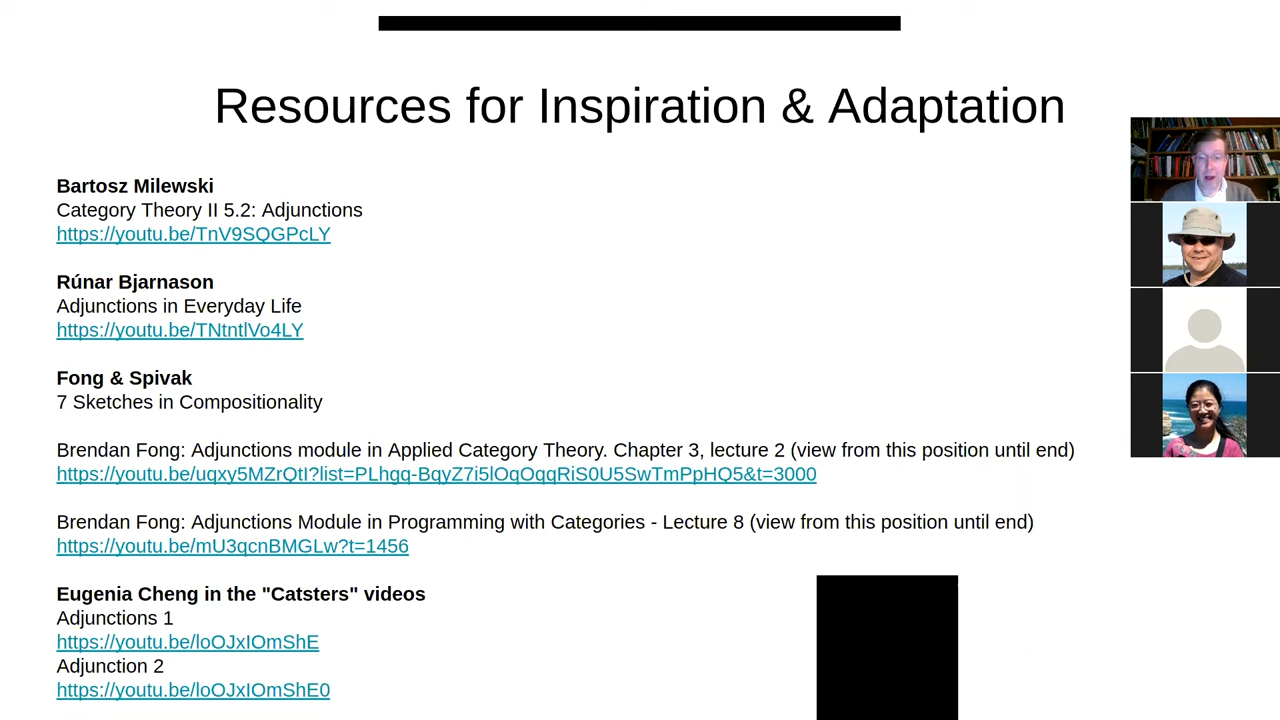 Resources for Inspiration & Adaptation
Bartosz Milewski
Category Theory II 5.2: Adjunctions
https://youtu.be/TnV9SQGPcLY
Rúnar Bjarnason
Adjunctions in Everyday Life
https://youtu.be/TNtntlVo4LY
Fong & Spivak
7 Sketches in Compositionality
Brendan Fong: Adjunctions module in Applied Category Theory. Chapter 3, lecture 2 (view from this position until end)
https://youtu.be/uqxy5MZrQtI?list=PLhgq-BqyZ7i5lOqOqqRiS0U5SwTmPpHQ5&t=3000
Brendan Fong: Adjunctions Module in Programming with Categories - Lecture 8 (view from this position until end)
https://youtu.be/mU3qcnBMGLw?t=1456
Eugenia Cheng in the "Catsters" videos
Adjunctions 1
https://youtu.be/loOJxIOmShE
Adjunction 2
https://youtu.be/loOJxIOmShE0